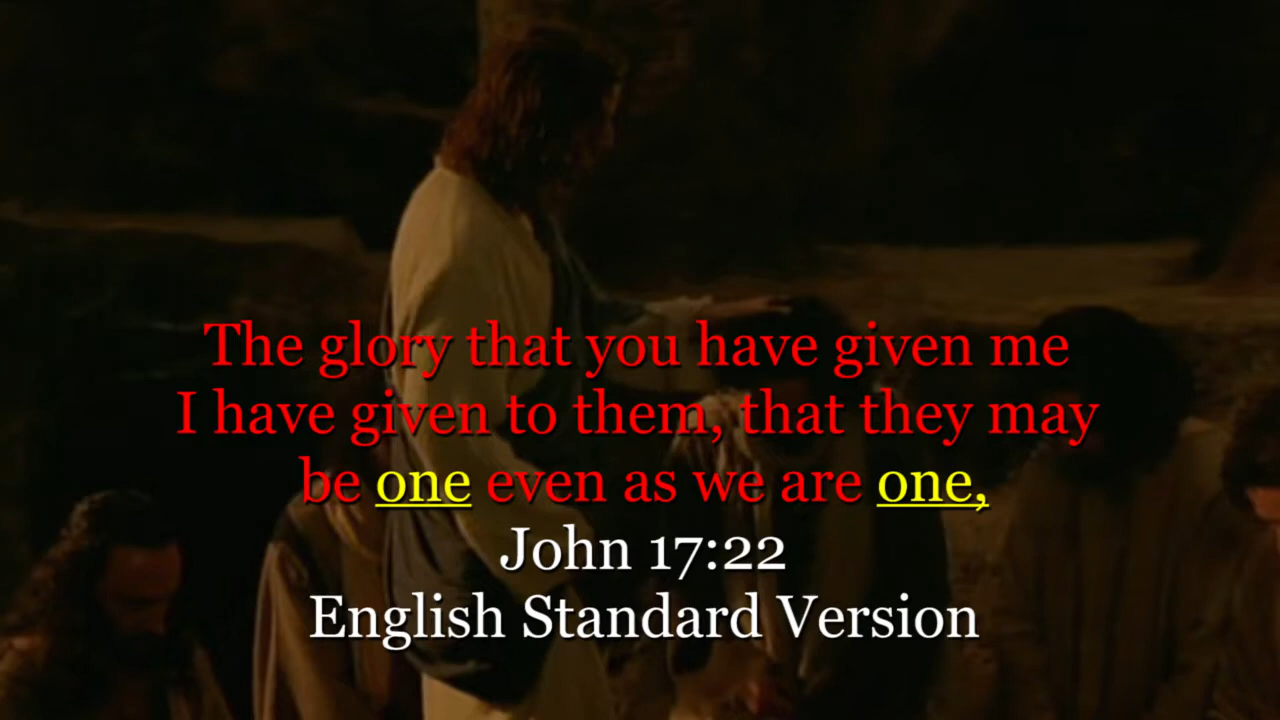 The glory that you have given me
I have given to them, that they may
be one even as we are one,
John 17:22
English Standard Version